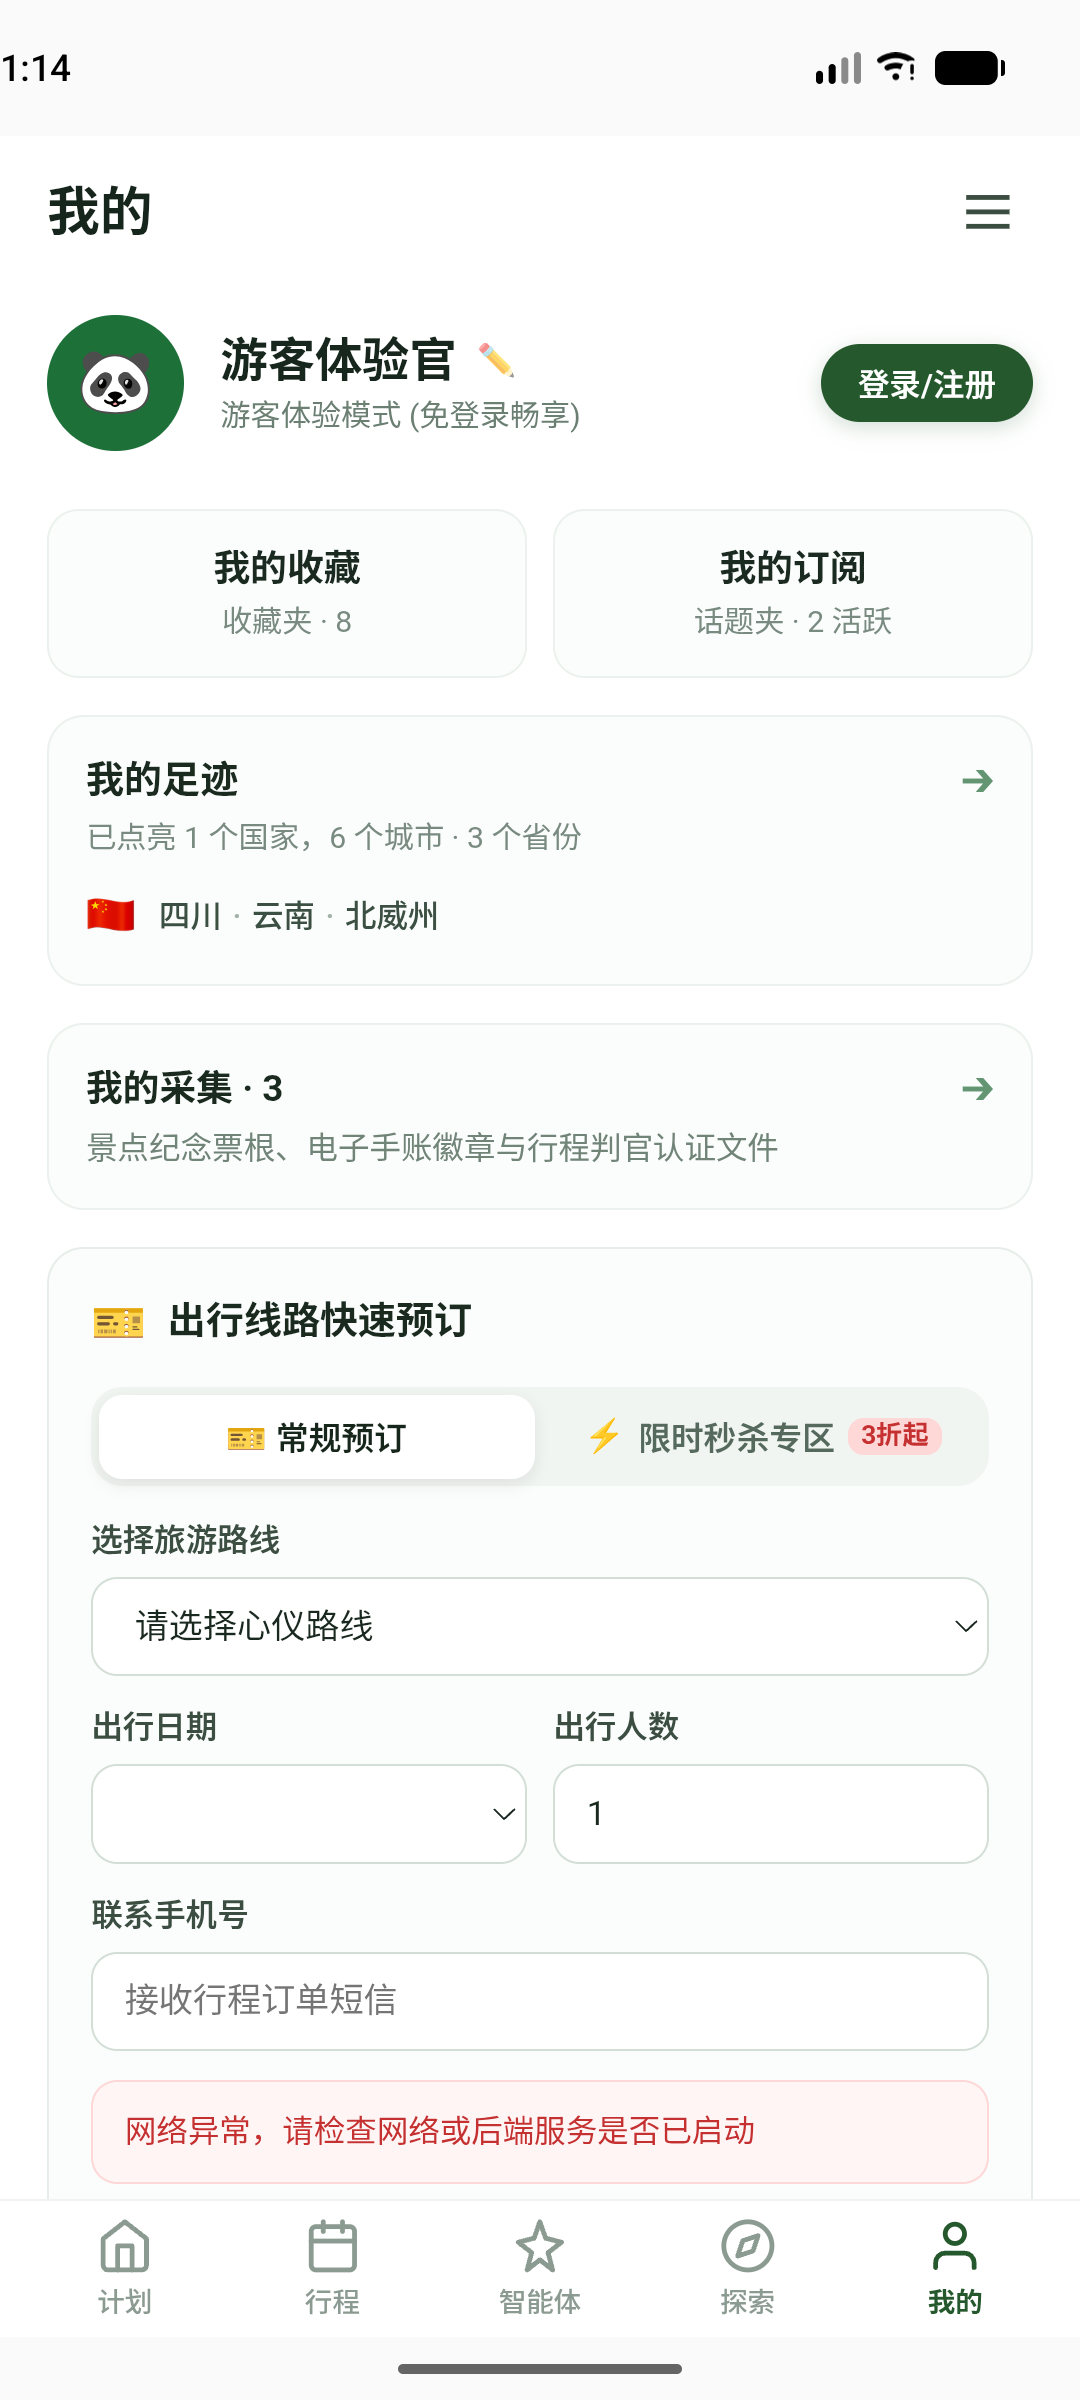 1:14
我的
游客体验官
游客体验模式 (免登录畅享)
登录/注册
我的收藏
收藏夹 · 8
我的订阅
话题夹 · 2 活跃
我的足迹
已点亮 1 个国家，6 个城市 · 3 个省份
四川 · 云南 · 北威州
我的采集 · 3
景点纪念票根、电子手账徽章与行程判官认证文件
出行线路快速预订
常规预订
限时秒杀专区 3折起
选择旅游路线
请选择心仪路线
出行日期
出行人数
1
联系手机号
接收行程订单短信
网络异常，请检查网络或后端服务是否已启动
计划
行程
智能体
探索
我的